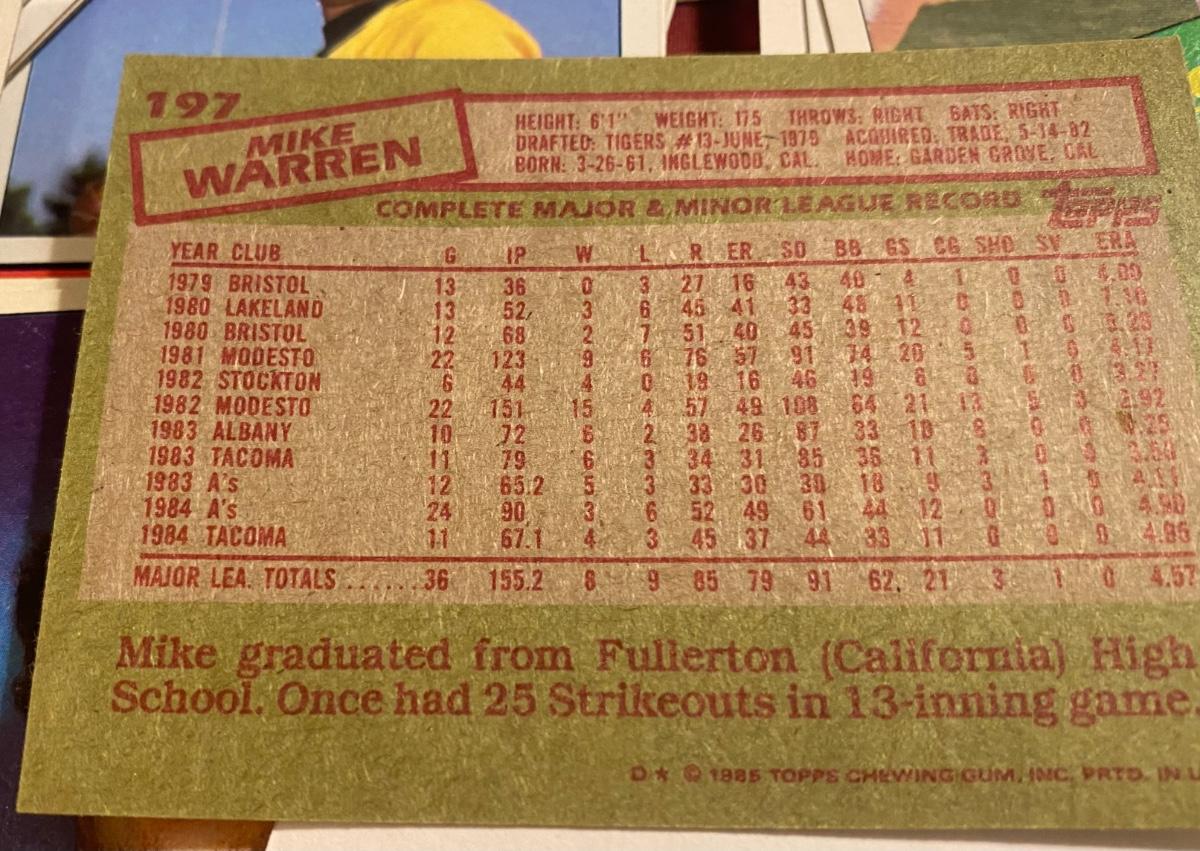 197
MIKE
WARREN
HEIGHT: 6'1" WEIGHT: 175 THROWS: RIGHT BATS: RIGHT
DRAFTED: TIGERS #13-JUNE, 1979 ACQUIRED: TRADE, 5-14-82
BORN: 3-26-61, INGLEWOOD, CAL. HOME: GARDEN GROVE, CAL
COMPLETE MAJOR & MINOR LEAGUE RECORD Topps
YEAR CLUB G IP W L R ER SO BB GS CG SHO SV ERA
1979 BRISTOL 13 36 0 3 27 16 43 40 4 1 0 0 4.00
1980 LAKELAND 13 52 3 6 45 41 33 48 11 0 0 0
1980 BRISTOL 12 68 2 7 51 40 45 39 12 0 0 0
1981 MODESTO 22 123 9 6 76 57 91 74 20 5 1 0 4.17
1982 STOCKTON 6 44 4 0 19 16 46 19 6 0 0 0 3.27
1982 MODESTO 22 151 15 4 57 49 108 64 21 13 2.92
1983 ALBANY 10 72 6 2 38 26 87 33 10 0 0
1983 TACOMA 11 79 6 3 34 31 85 36 11 3 0 0
1983 A's 12 65.2 5 3 33 30 30 18 9 3 1 0 4.11
1984 A's 24 90 3 6 52 49 61 44 12 0 0 0 4.90
1984 TACOMA 11 67.1 4 3 45 37 44 33 11 0 0 0 4.95
MAJOR LEA. TOTALS ......36 155.2 8 9 85 79 91 62 21 3 1 0 4.57
Mike graduated from Fullerton (California) High
School. Once had 25 Strikeouts in 13-inning game.
D★ © 1985 TOPPS CHEWING GUM, INC. PRTD. IN